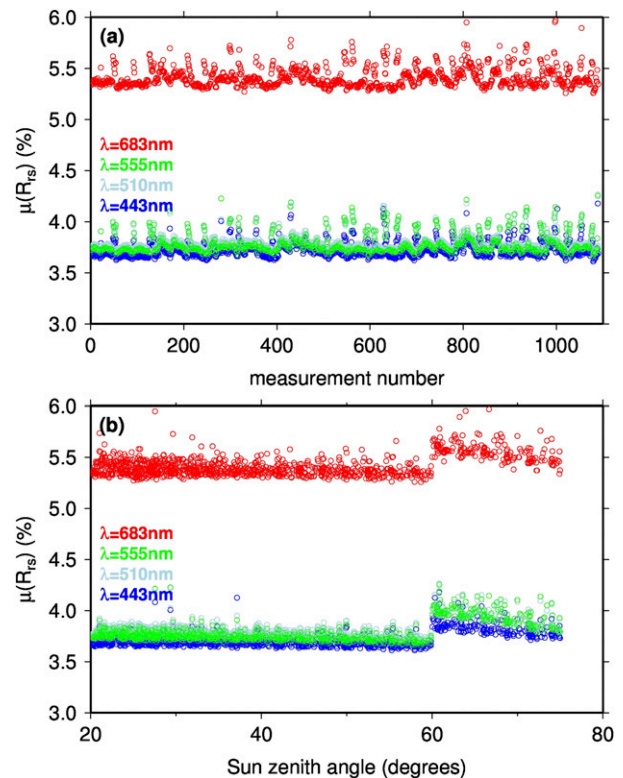 6.0
(a)
5.5
5.0
4.5
4.0
3.5
3.0
μ(Rrs) (%)
λ=683nm
λ=555nm
λ=510nm
λ=443nm
0 200 400 600 800 1000
measurement number
6.0
(b)
5.5
5.0
4.5
4.0
3.5
3.0
μ(Rrs) (%)
λ=683nm
λ=555nm
λ=510nm
λ=443nm
20 40 60 80
Sun zenith angle (degrees)